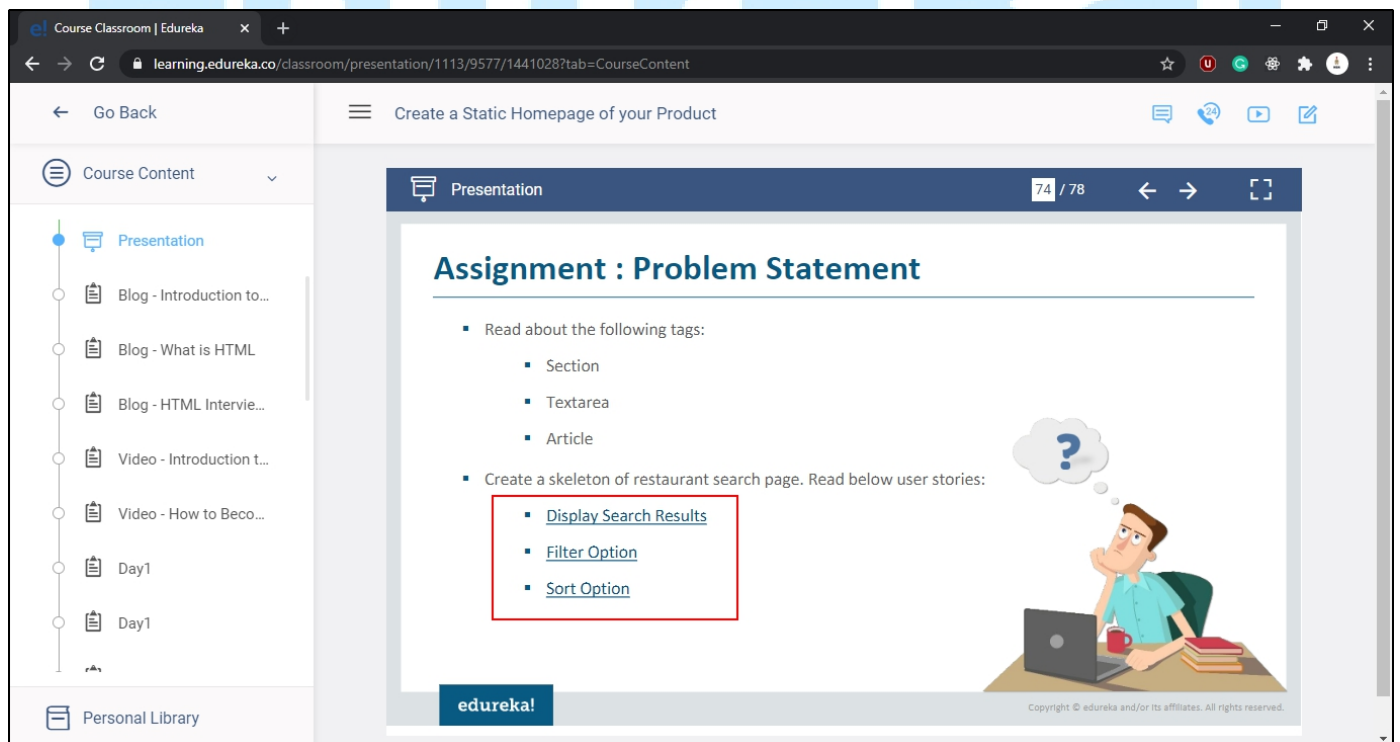 e! Course Classroom | Edureka × +
learning.edureka.co/classroom/presentation/1113/9577/1441028?tab=CourseContent
Go Back
Create a Static Homepage of your Product
24
Course Content
Presentation
74 / 78
Presentation
Blog - Introduction to...
Blog - What is HTML
Blog - HTML Intervie...
Video - Introduction t...
Video - How to Beco...
Day1
Day1
Personal Library
Assignment : Problem Statement
Read about the following tags:
Section
Textarea
Article
Create a skeleton of restaurant search page. Read below user stories:
Display Search Results
Filter Option
Sort Option
?
edureka!
Copyright © edureka and/or its affiliates. All rights reserved.